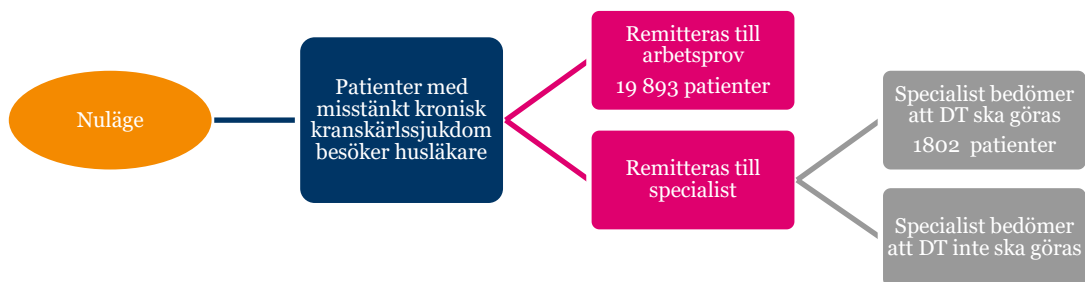 Nuläge
Patienter med
misstänkt kronisk
kranskärlssjukdom
besöker husläkare
Remitteras till
arbetsprov
19 893 patienter
Remitteras till
specialist
Specialist bedömer
att DT ska göras
1802 patienter
Specialist bedömer
att DT inte ska göras